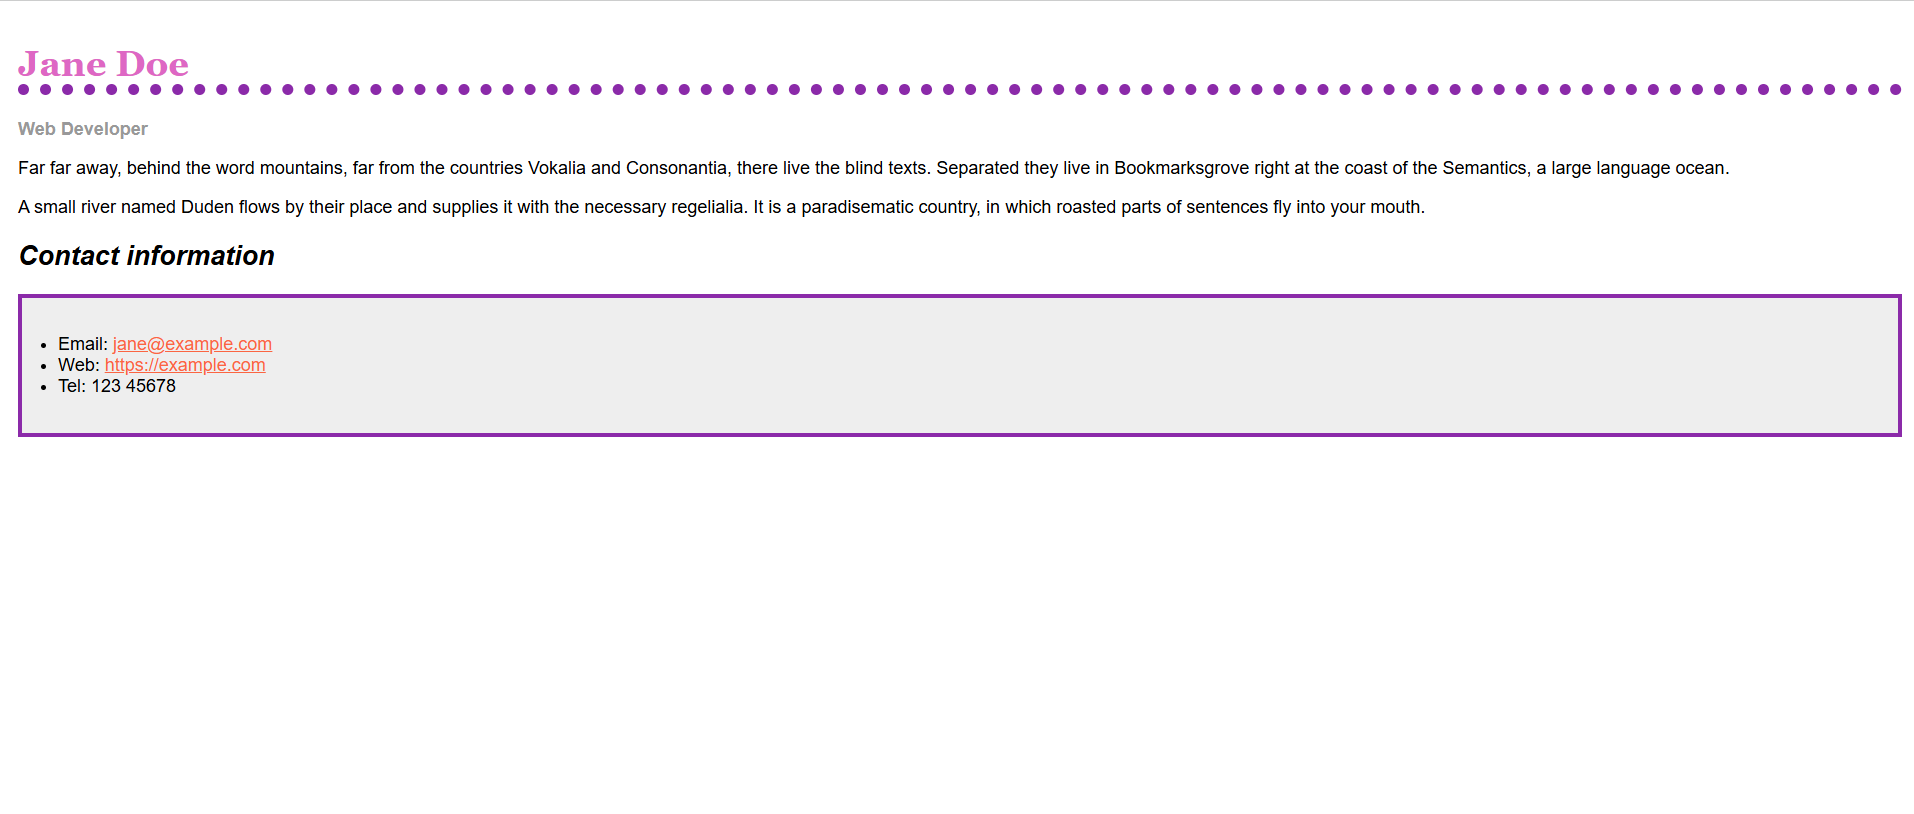 Jane Doe
Web Developer
Far far away, behind the word mountains, far from the countries Vokalia and Consonantia, there live the blind texts. Separated they live in Bookmarksgrove right at the coast of the Semantics, a large language ocean.
A small river named Duden flows by their place and supplies it with the necessary regelialia. It is a paradisematic country, in which roasted parts of sentences fly into your mouth.
Contact information
Email: jane@example.com
Web: https://example.com
Tel: 123 45678